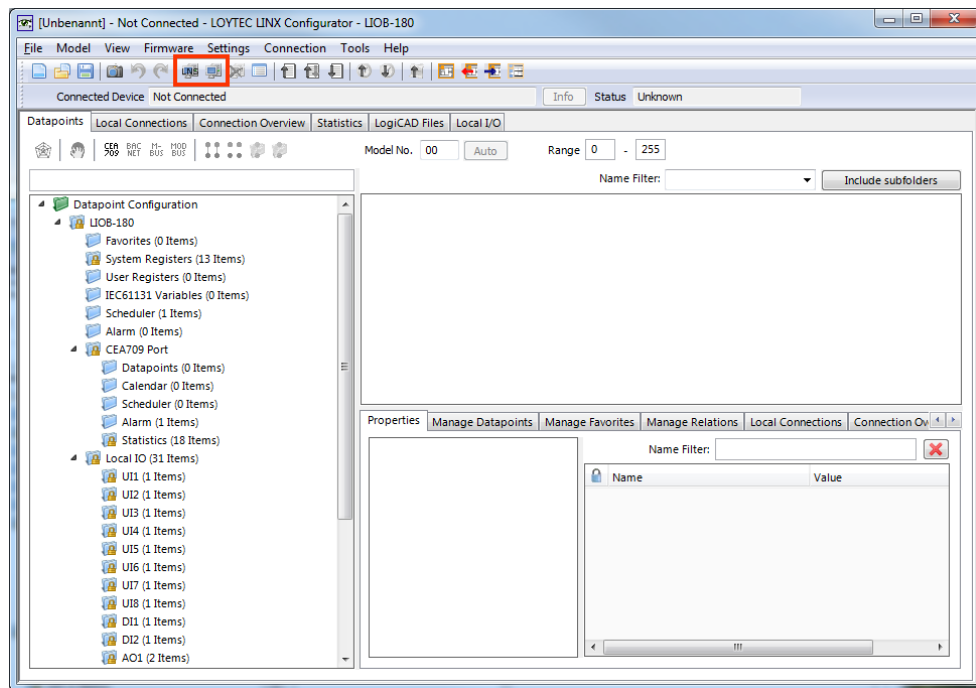 [Unbenannt] - Not Connected - LOYTEC LINX Configurator - LIOB-180
File Model View Firmware Settings Connection Tools Help
LNS
Connected Device Not Connected Info Status Unknown
Datapoints Local Connections Connection Overview Statistics LogiCAD Files Local I/O
CEA 709 BAC NET M- BUS MOD BUS Model No. 00 Auto Range 0 - 255
Name Filter: Include subfolders
Datapoint Configuration
LIOB-180
Favorites (0 Items)
System Registers (13 Items)
User Registers (0 Items)
IEC61131 Variables (0 Items)
Scheduler (1 Items)
Alarm (0 Items)
CEA709 Port
Datapoints (0 Items)
Calendar (0 Items)
Scheduler (0 Items)
Alarm (1 Items)
Statistics (18 Items)
Local IO (31 Items)
UI1 (1 Items)
UI2 (1 Items)
UI3 (1 Items)
UI4 (1 Items)
UI5 (1 Items)
UI6 (1 Items)
UI7 (1 Items)
UI8 (1 Items)
DI1 (1 Items)
DI2 (1 Items)
AO1 (2 Items)
Properties Manage Datapoints Manage Favorites Manage Relations Local Connections Connection Ov
Name Filter:
Name Value